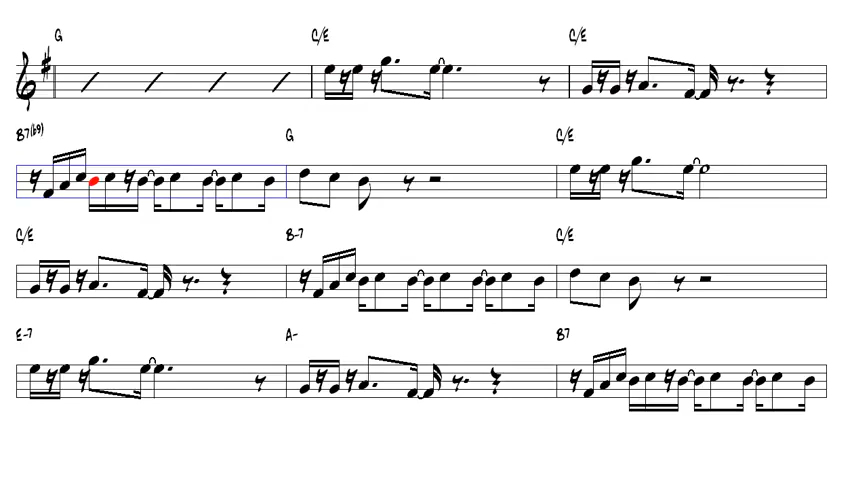 G C/E C/E
B7(b9) G C/E
C/E B-7 C/E
E-7 A- B7